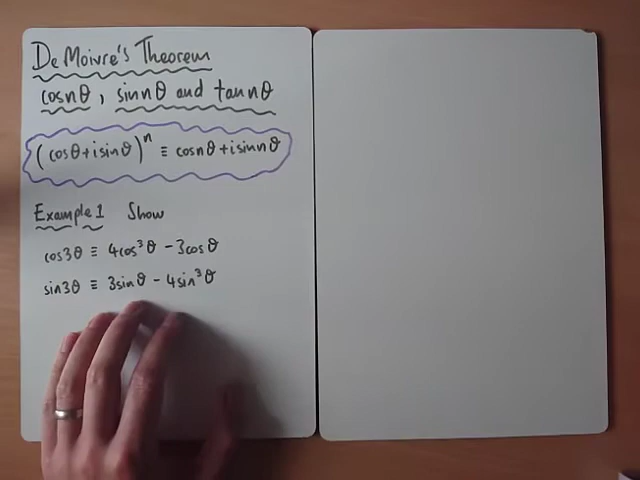 De Moivre's Theorem
cosnθ, sinnθ and tannθ
(cosθ+isinθ)ⁿ ≡ cosnθ+isinnθ
Example 1 Show
cos3θ ≡ 4cos³θ - 3cosθ
sin3θ ≡ 3sinθ - 4sin³θ